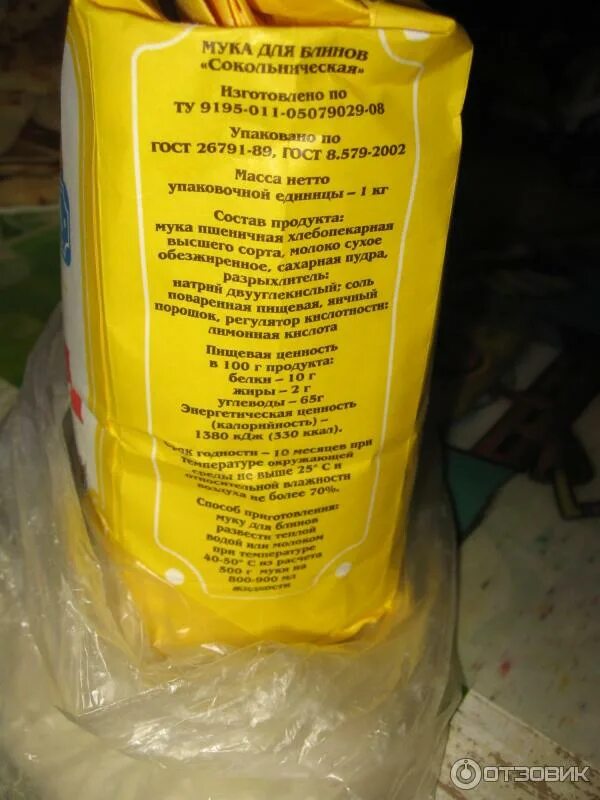 МУКА ДЛЯ БЛИНОВ
«Сокольническая»
Изготовлено по
ТУ 9195-011-05079029-08
Упаковано по
ГОСТ 26791-89, ГОСТ 8.579-2002
Масса нетто
упаковочной единицы – 1 кг
Состав продукта:
мука пшеничная хлебопекарная
высшего сорта, молоко сухое
обезжиренное, сахарная пудра,
разрыхлитель:
натрий двууглекислый; соль
поваренная пищевая, яичный
порошок, регулятор кислотности:
лимонная кислота
Пищевая ценность
в 100 г продукта:
белки – 10 г
жиры – 2 г
углеводы – 65г
Энергетическая ценность
(калорийность) –
1380 кДж (330 ккал).
Срок годности – 10 месяцев при
температуре окружающей
среды не выше 25° С и
относительной влажности
воздуха не более 70%.
Способ приготовления:
муку для блинов
развести теплой
водой или молоком
при температуре
40-50° С из расчета
500 г муки на
800-900 мл
жидкости
ОТЗОВИК